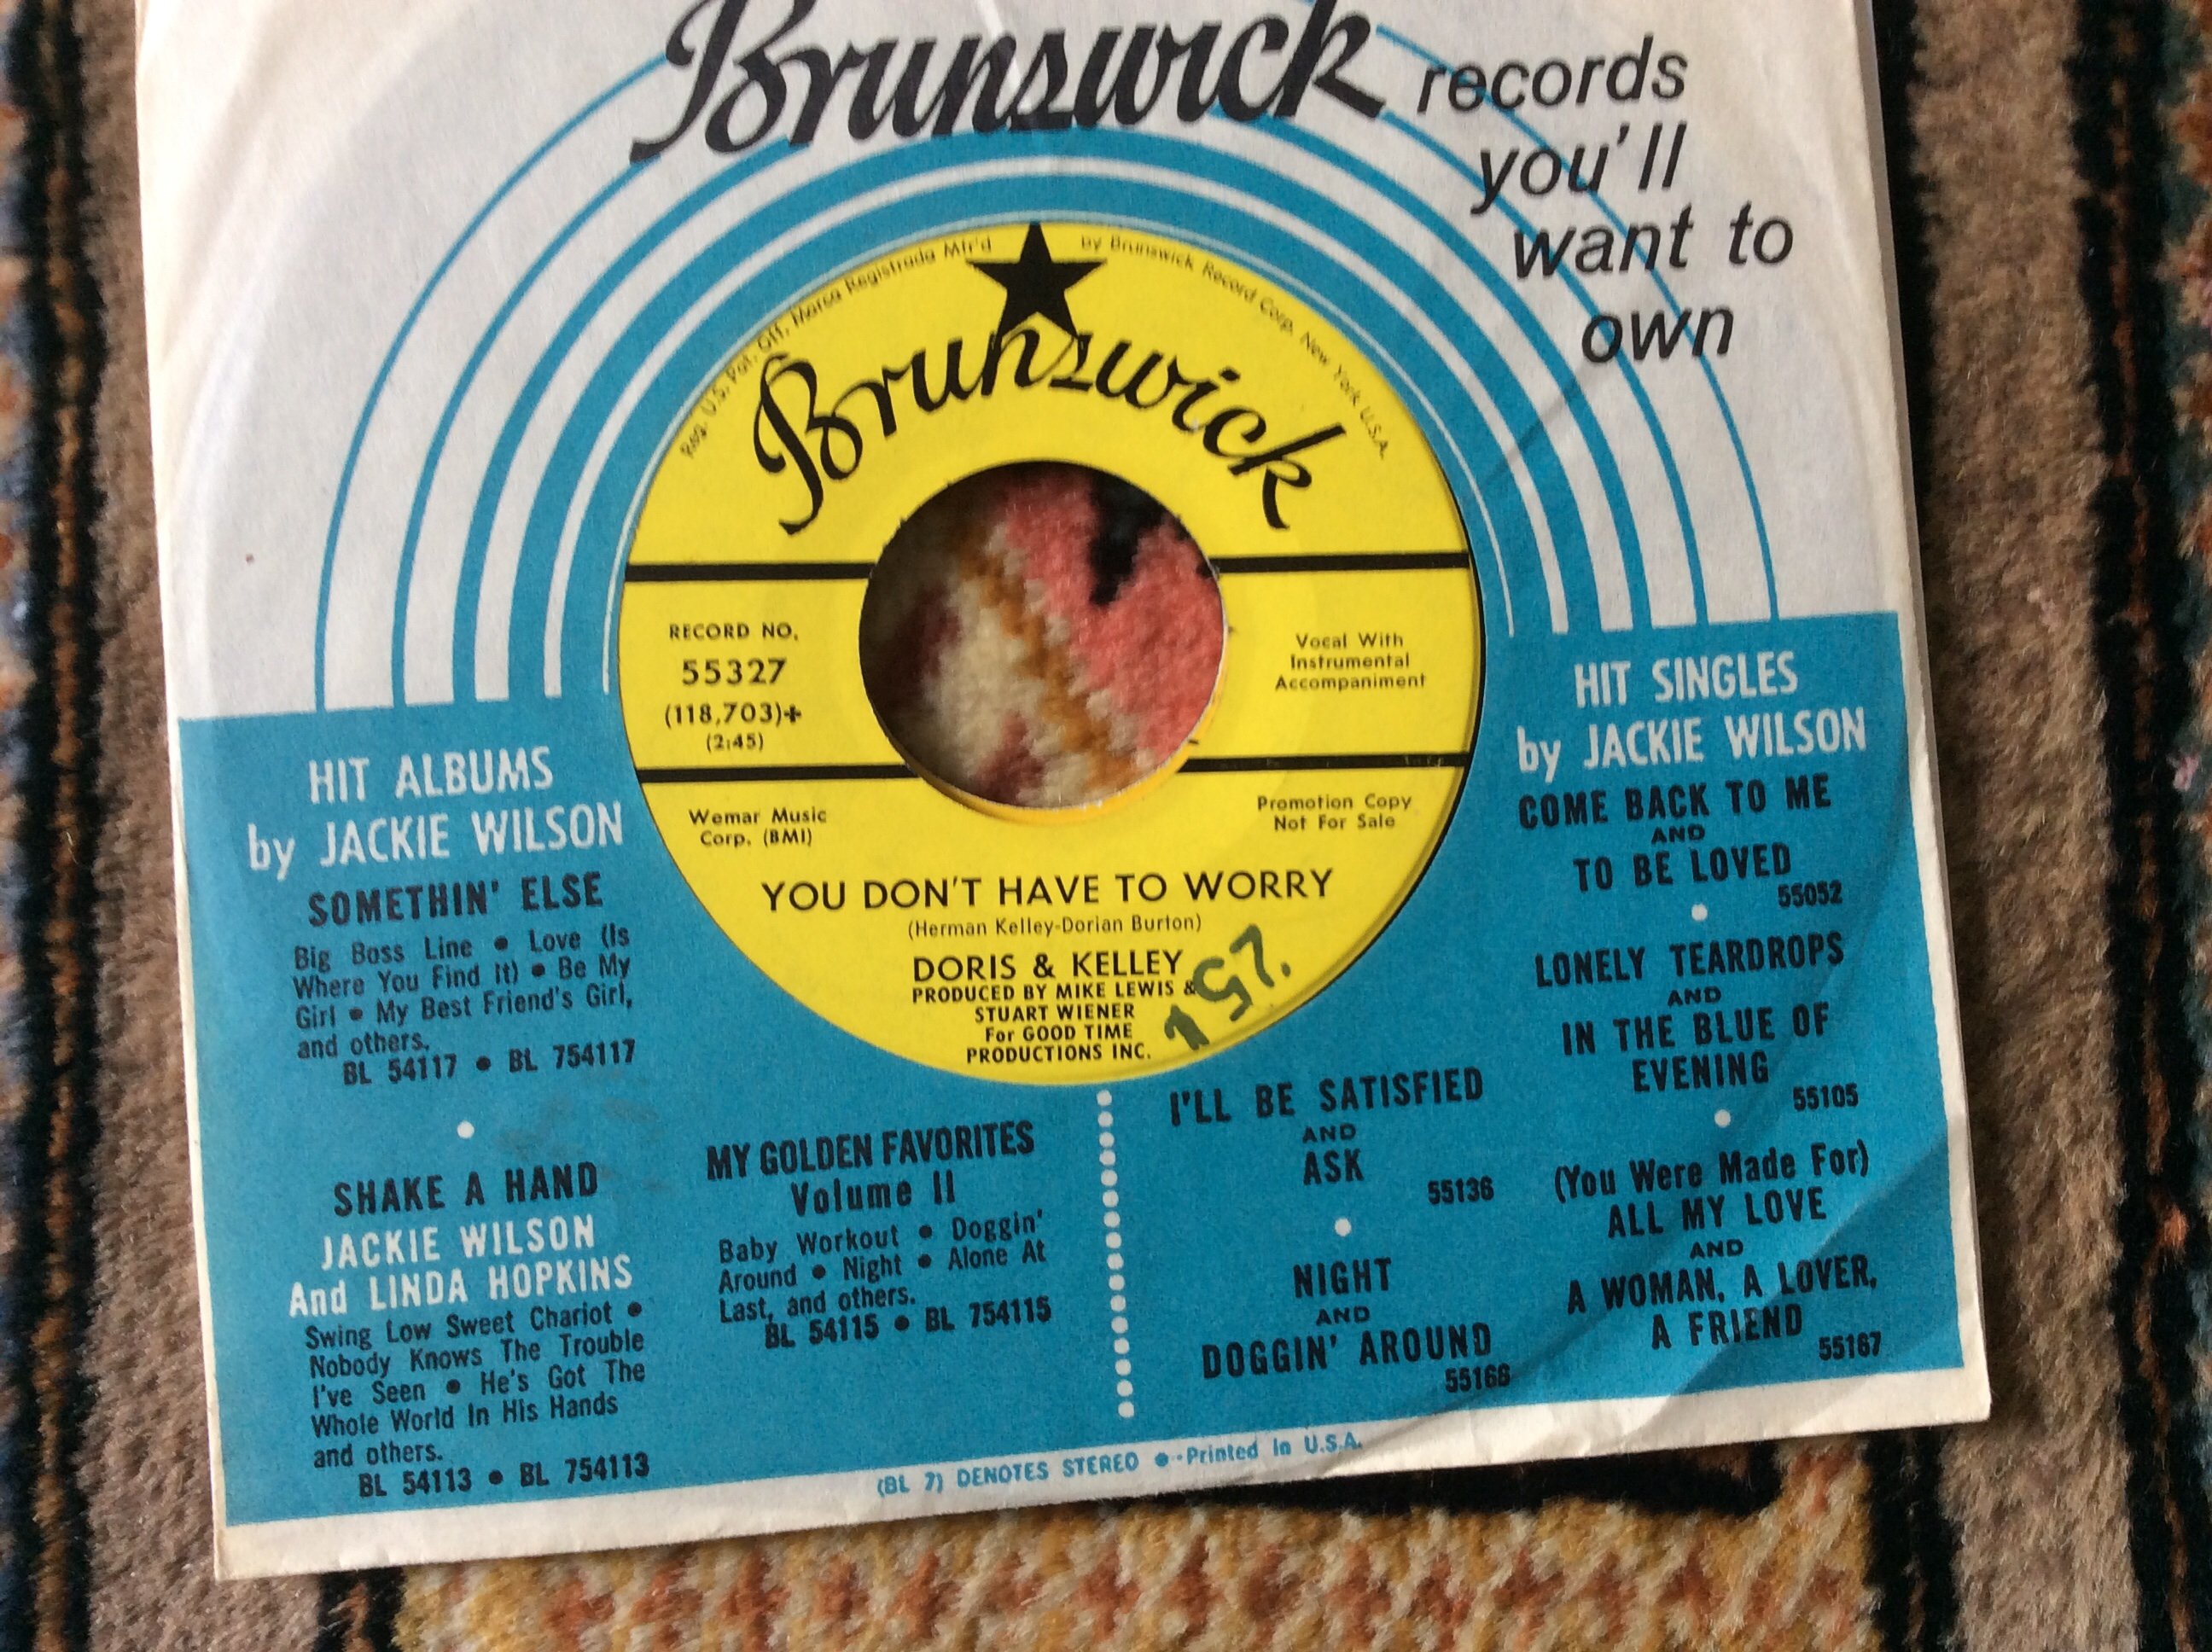 Brunswick records
you'll
want to
own
Reg. U.S. Pat. Off. Marca Registrada Mfr'd by Brunswick Record Corp. New York U.S.A.
Brunswick
RECORD NO.
55327
(118,703)+
(2:45)
Vocal With
Instrumental
Accompaniment
Wemar Music
Corp. (BMI)
Promotion Copy
Not For Sale
YOU DON'T HAVE TO WORRY
(Herman Kelley-Dorian Burton)
DORIS & KELLEY
PRODUCED BY MIKE LEWIS &
STUART WIENER
For GOOD TIME
PRODUCTIONS INC.
HIT ALBUMS
by JACKIE WILSON
SOMETHIN' ELSE
Big Boss Line • Love (Is
Where You Find It) • Be My
Girl • My Best Friend's Girl,
and others.
BL 54117 • BL 754117
SHAKE A HAND
JACKIE WILSON
And LINDA HOPKINS
Swing Low Sweet Chariot •
Nobody Knows The Trouble
I've Seen • He's Got The
Whole World In His Hands
and others.
BL 54113 • BL 754113
MY GOLDEN FAVORITES
Volume II
Baby Workout • Doggin'
Around • Night • Alone At
Last, and others.
BL 54115 • BL 754115
I'LL BE SATISFIED
AND
ASK
55136
NIGHT
AND
DOGGIN' AROUND
55166
HIT SINGLES
by JACKIE WILSON
COME BACK TO ME
AND
TO BE LOVED
55052
LONELY TEARDROPS
AND
IN THE BLUE OF
EVENING
55105
(You Were Made For)
ALL MY LOVE
AND
A WOMAN, A LOVER,
A FRIEND
55167
(BL 7) DENOTES STEREO • Printed In U.S.A.